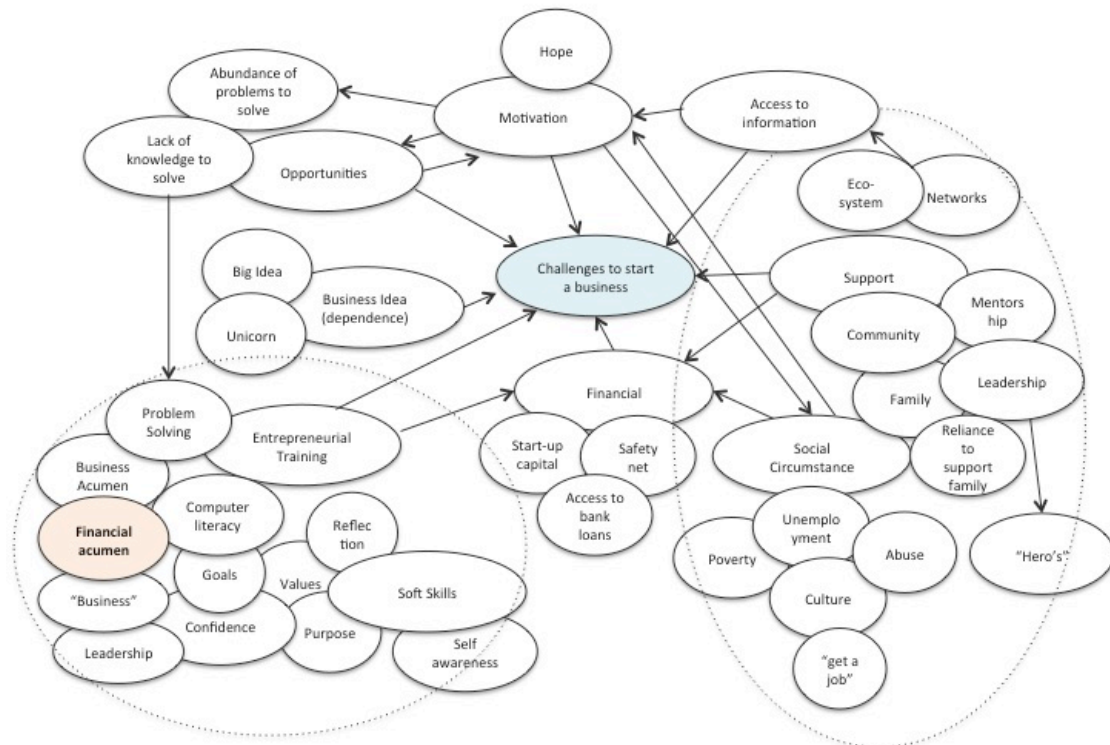 Hope
Abundance of
problems to
solve
Motivation
Access to
information
Lack of
knowledge to
solve
Opportunities
Eco-
system
Networks
Challenges to start
a business
Support
Big Idea
Business Idea
(dependence)
Mentors
hip
Unicorn
Community
Financial
Leadership
Family
Problem
Solving
Entrepreneurial
Training
Start-up
capital
Safety
net
Social
Circumstance
Reliance to
support
family
Business
Acumen
Computer
literacy
Access to
bank
loans
Financial
acumen
Reflec
tion
Unemplo
yment
"Hero's"
Poverty
Abuse
Goals
Values
Soft Skills
"Business"
Culture
Confidence
Purpose
Leadership
Self
awareness
"get a
job"